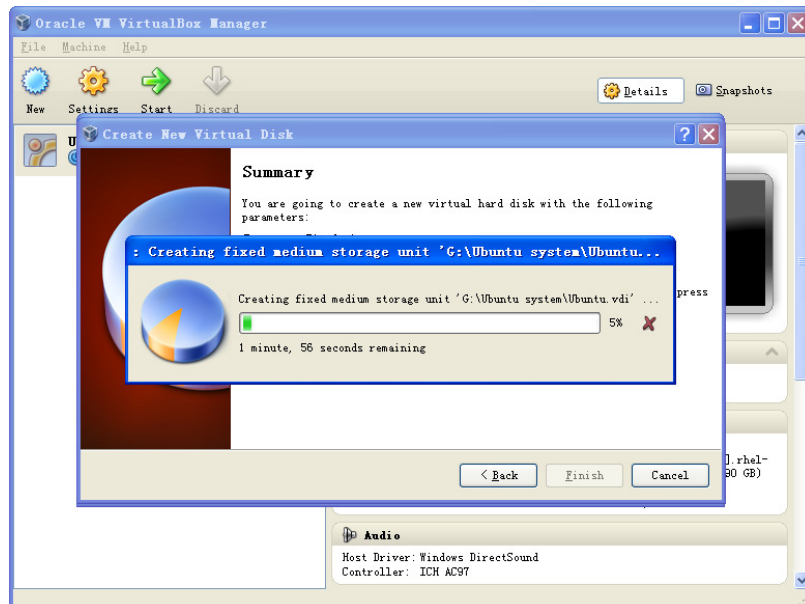 Oracle VM VirtualBox Manager
File Machine Help
New Settings Start Discard
Details Snapshots
Create New Virtual Disk
Summary
You are going to create a new virtual hard disk with the following
parameters:
: Creating fixed medium storage unit 'G:\Ubuntu system\Ubuntu...
Creating fixed medium storage unit 'G:\Ubuntu system\Ubuntu.vdi' ...
press
5%
1 minute, 56 seconds remaining
< Back Finish Cancel
].rhel-
90 GB)
Audio
Host Driver: Windows DirectSound
Controller: ICH AC97